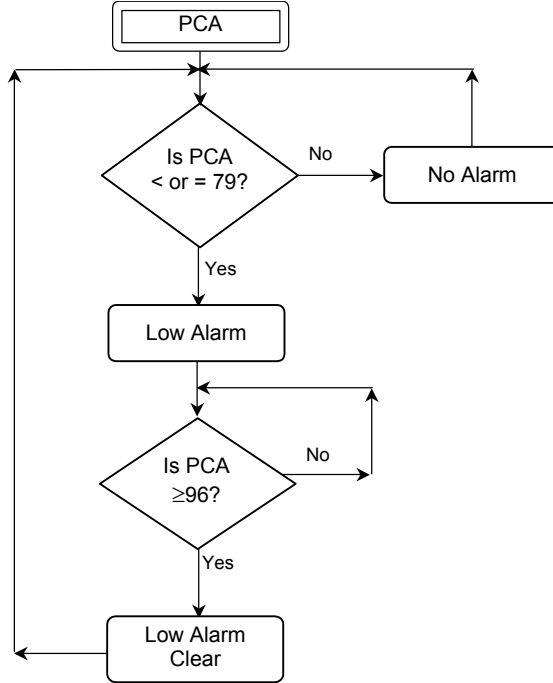 PCA
Is PCA
< or = 79?
No
No Alarm
Yes
Low Alarm
Is PCA
≥96?
No
Yes
Low Alarm
Clear